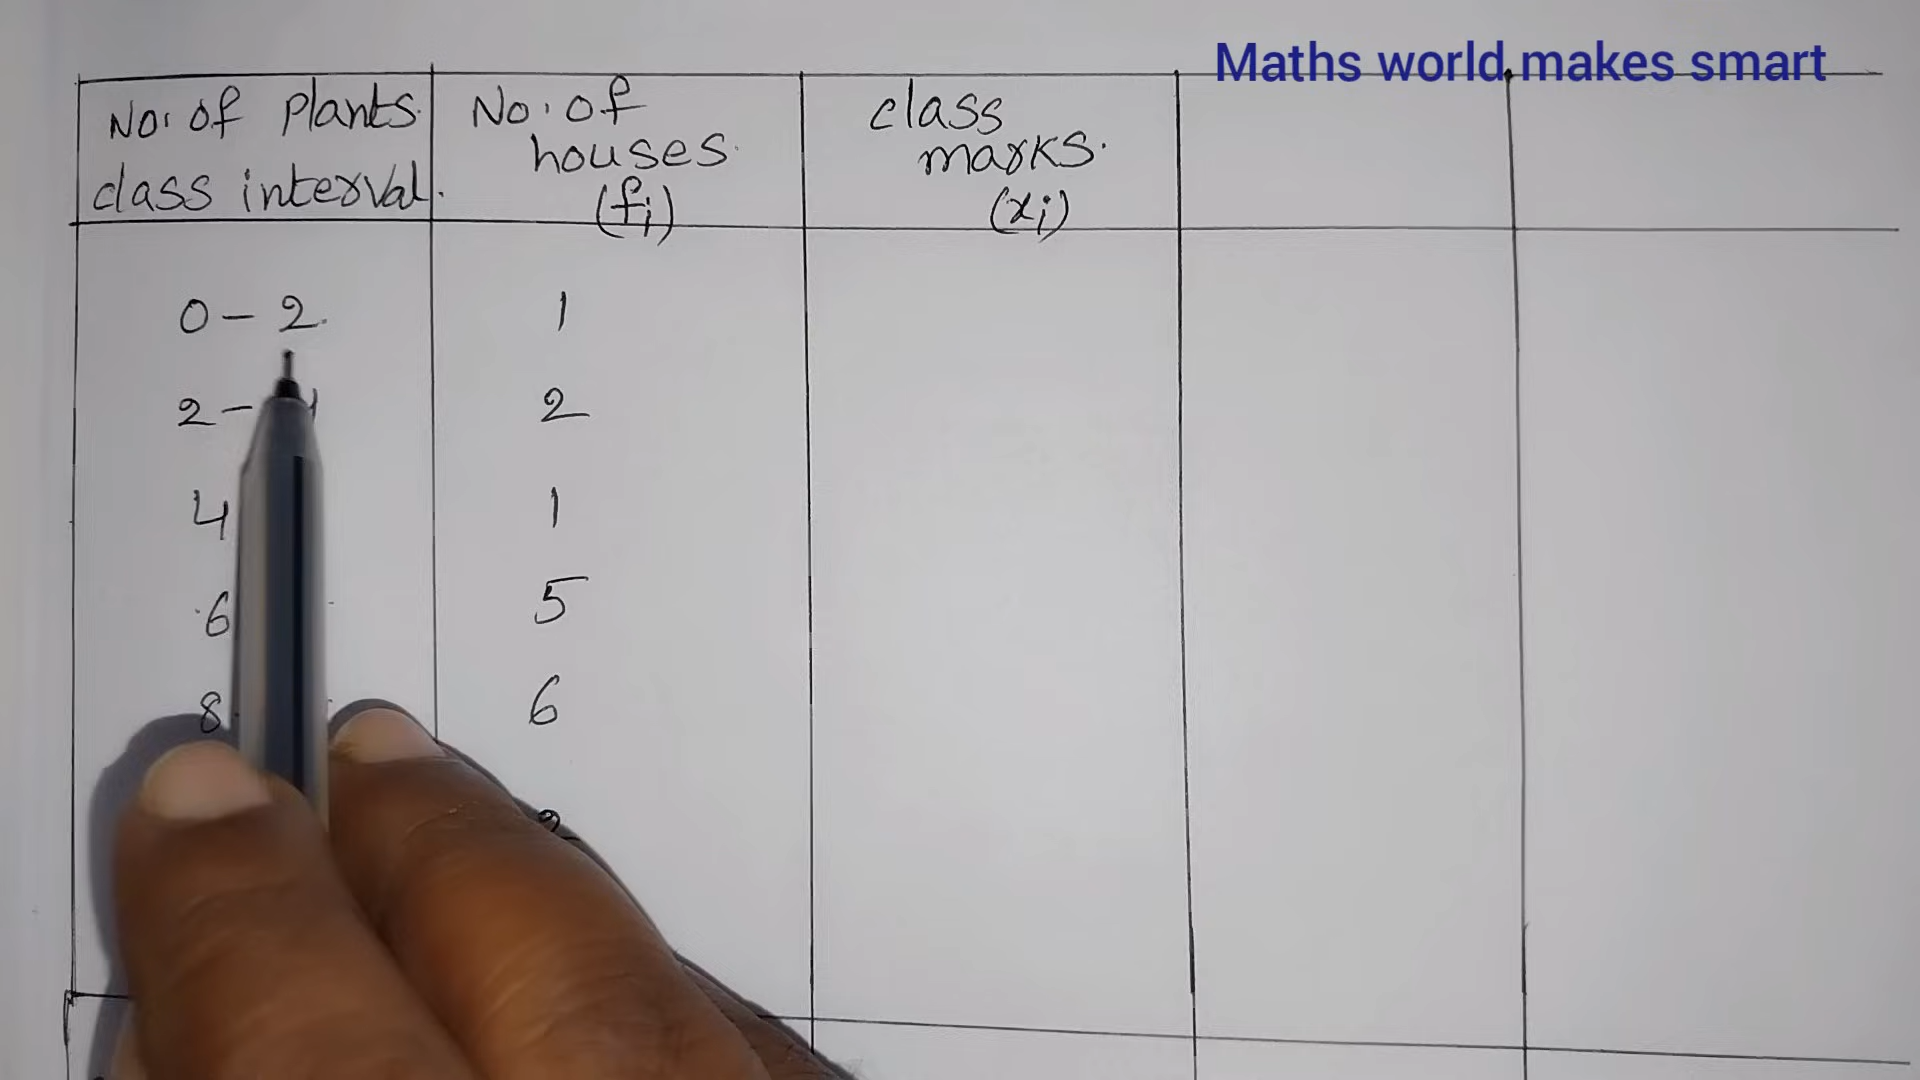 Maths world makes smart
No. of Plants. class interval.
No. of houses. (fi)
class marks. (xi)
0 - 2. 1
2 - 2
4 1
6 5
8 6